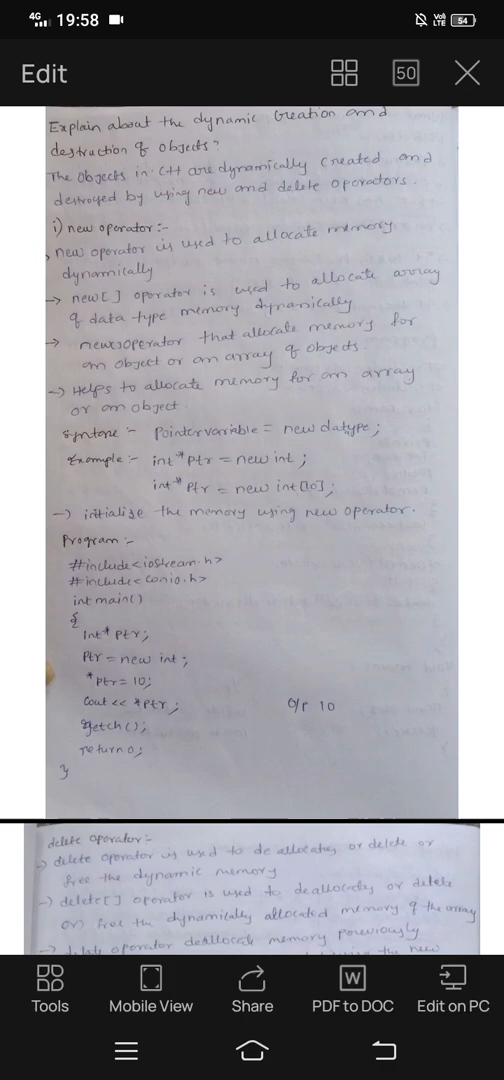 4G 19:58 Vol LTE 54
Edit 50
Explain about the dynamic creation and
destruction of objects?
The objects in C++ are dynamically created and
destroyed by using new and delete operators.
i) new operator:-
new operator is used to allocate memory
dynamically
→ new[] operator is used to allocate array
of data type memory dynamically
→ operator that allocate memory for
an object or an array of objects.
→ Helps to allocate memory for an array
or an object.
:- Pointer variable = new datatype;
Example:- int *ptr = new int;
int* ptr = new int[10];
→ initialise the memory using new operator.
Program:-
#include<iostream.h>
#include<conio.h>
int main()
{
int* ptr;
ptr = new int;
*ptr = 10;
cout << *ptr; O/P 10
getch();
return 0;
}
delete operator:-
→ delete operator is used to de allocates or delete or
free the dynamic memory
→ delete[] operator is used to deallocates or delete
or) free the dynamically allocated memory of the array
→ operator deallocate memory
the new
Tools Mobile View Share PDF to DOC Edit on PC